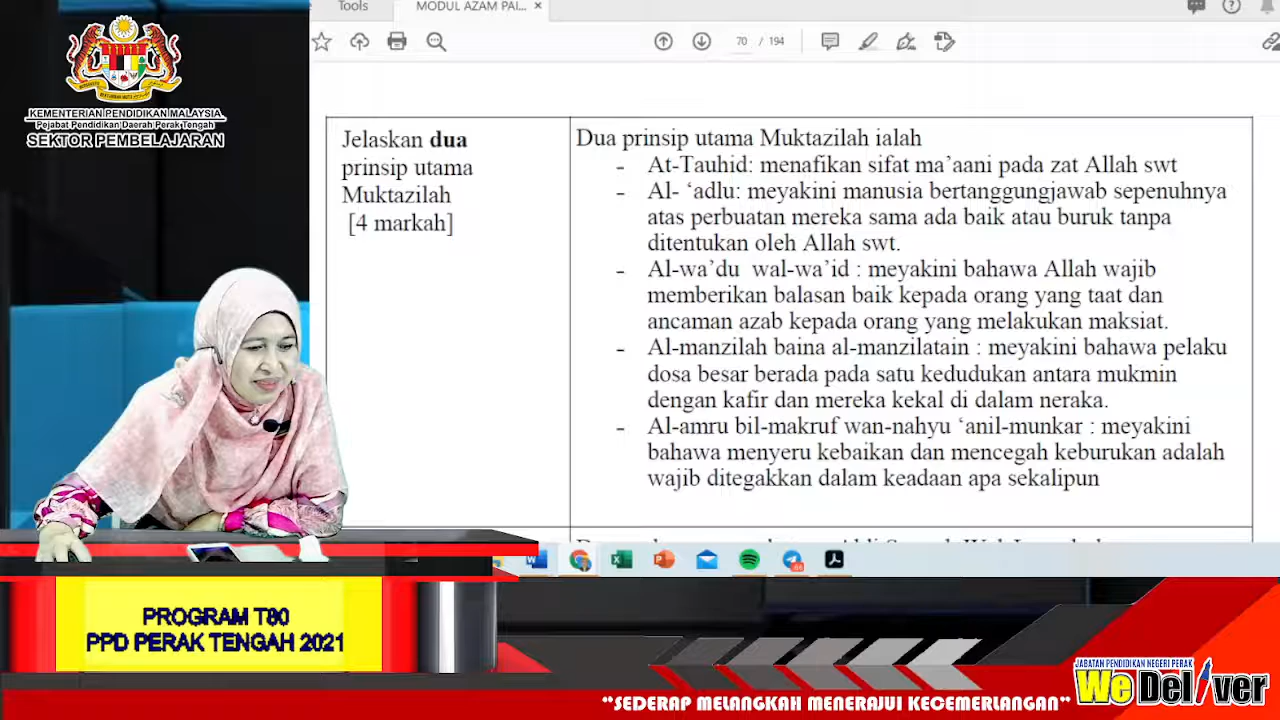 Tools
MODUL AZAM PAI... ×
70 / 194
KEMENTERIAN PENDIDIKAN MALAYSIA
Pejabat Pendidikan Daerah Perak Tengah
SEKTOR PEMBELAJARAN
Jelaskan dua
prinsip utama
Muktazilah
[4 markah]
Dua prinsip utama Muktazilah ialah
- At-Tauhid: menafikan sifat ma’aani pada zat Allah swt
- Al- ‘adlu: meyakini manusia bertanggungjawab sepenuhnya
atas perbuatan mereka sama ada baik atau buruk tanpa
ditentukan oleh Allah swt.
- Al-wa’du wal-wa’id : meyakini bahawa Allah wajib
memberikan balasan baik kepada orang yang taat dan
ancaman azab kepada orang yang melakukan maksiat.
- Al-manzilah baina al-manzilatain : meyakini bahawa pelaku
dosa besar berada pada satu kedudukan antara mukmin
dengan kafir dan mereka kekal di dalam neraka.
- Al-amru bil-makruf wan-nahyu ‘anil-munkar : meyakini
bahawa menyeru kebaikan dan mencegah keburukan adalah
wajib ditegakkan dalam keadaan apa sekalipun
PROGRAM T80
PPD PERAK TENGAH 2021
JABATAN PENDIDIKAN NEGERI PERAK
We Deliver
"SEDERAP MELANGKAH MENERAJUI KECEMERLANGAN"